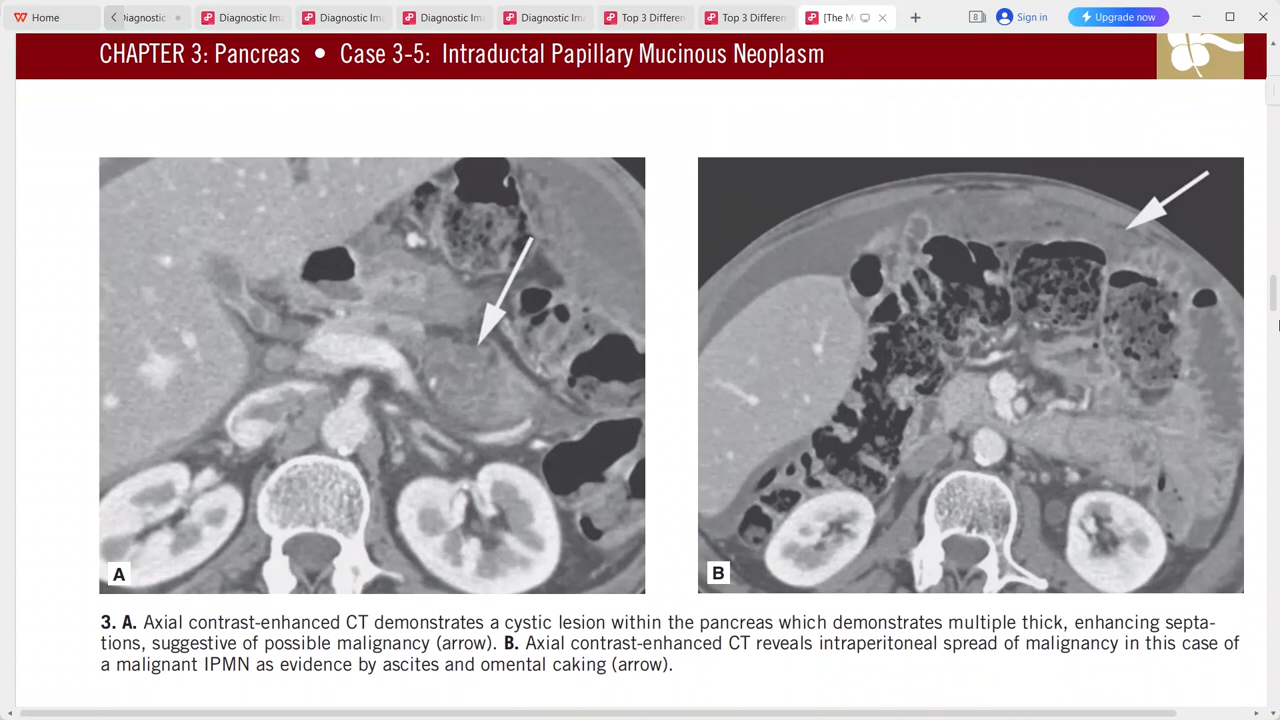 Home
Diagnostic
Diagnostic Im
Diagnostic Im
Diagnostic Im
Diagnostic Im
Top 3 Differen
Top 3 Differen
[The M
8
Sign in
Upgrade now
CHAPTER 3: Pancreas • Case 3-5: Intraductal Papillary Mucinous Neoplasm
A
B
3. A. Axial contrast-enhanced CT demonstrates a cystic lesion within the pancreas which demonstrates multiple thick, enhancing septa-
tions, suggestive of possible malignancy (arrow). B. Axial contrast-enhanced CT reveals intraperitoneal spread of malignancy in this case of
a malignant IPMN as evidence by ascites and omental caking (arrow).